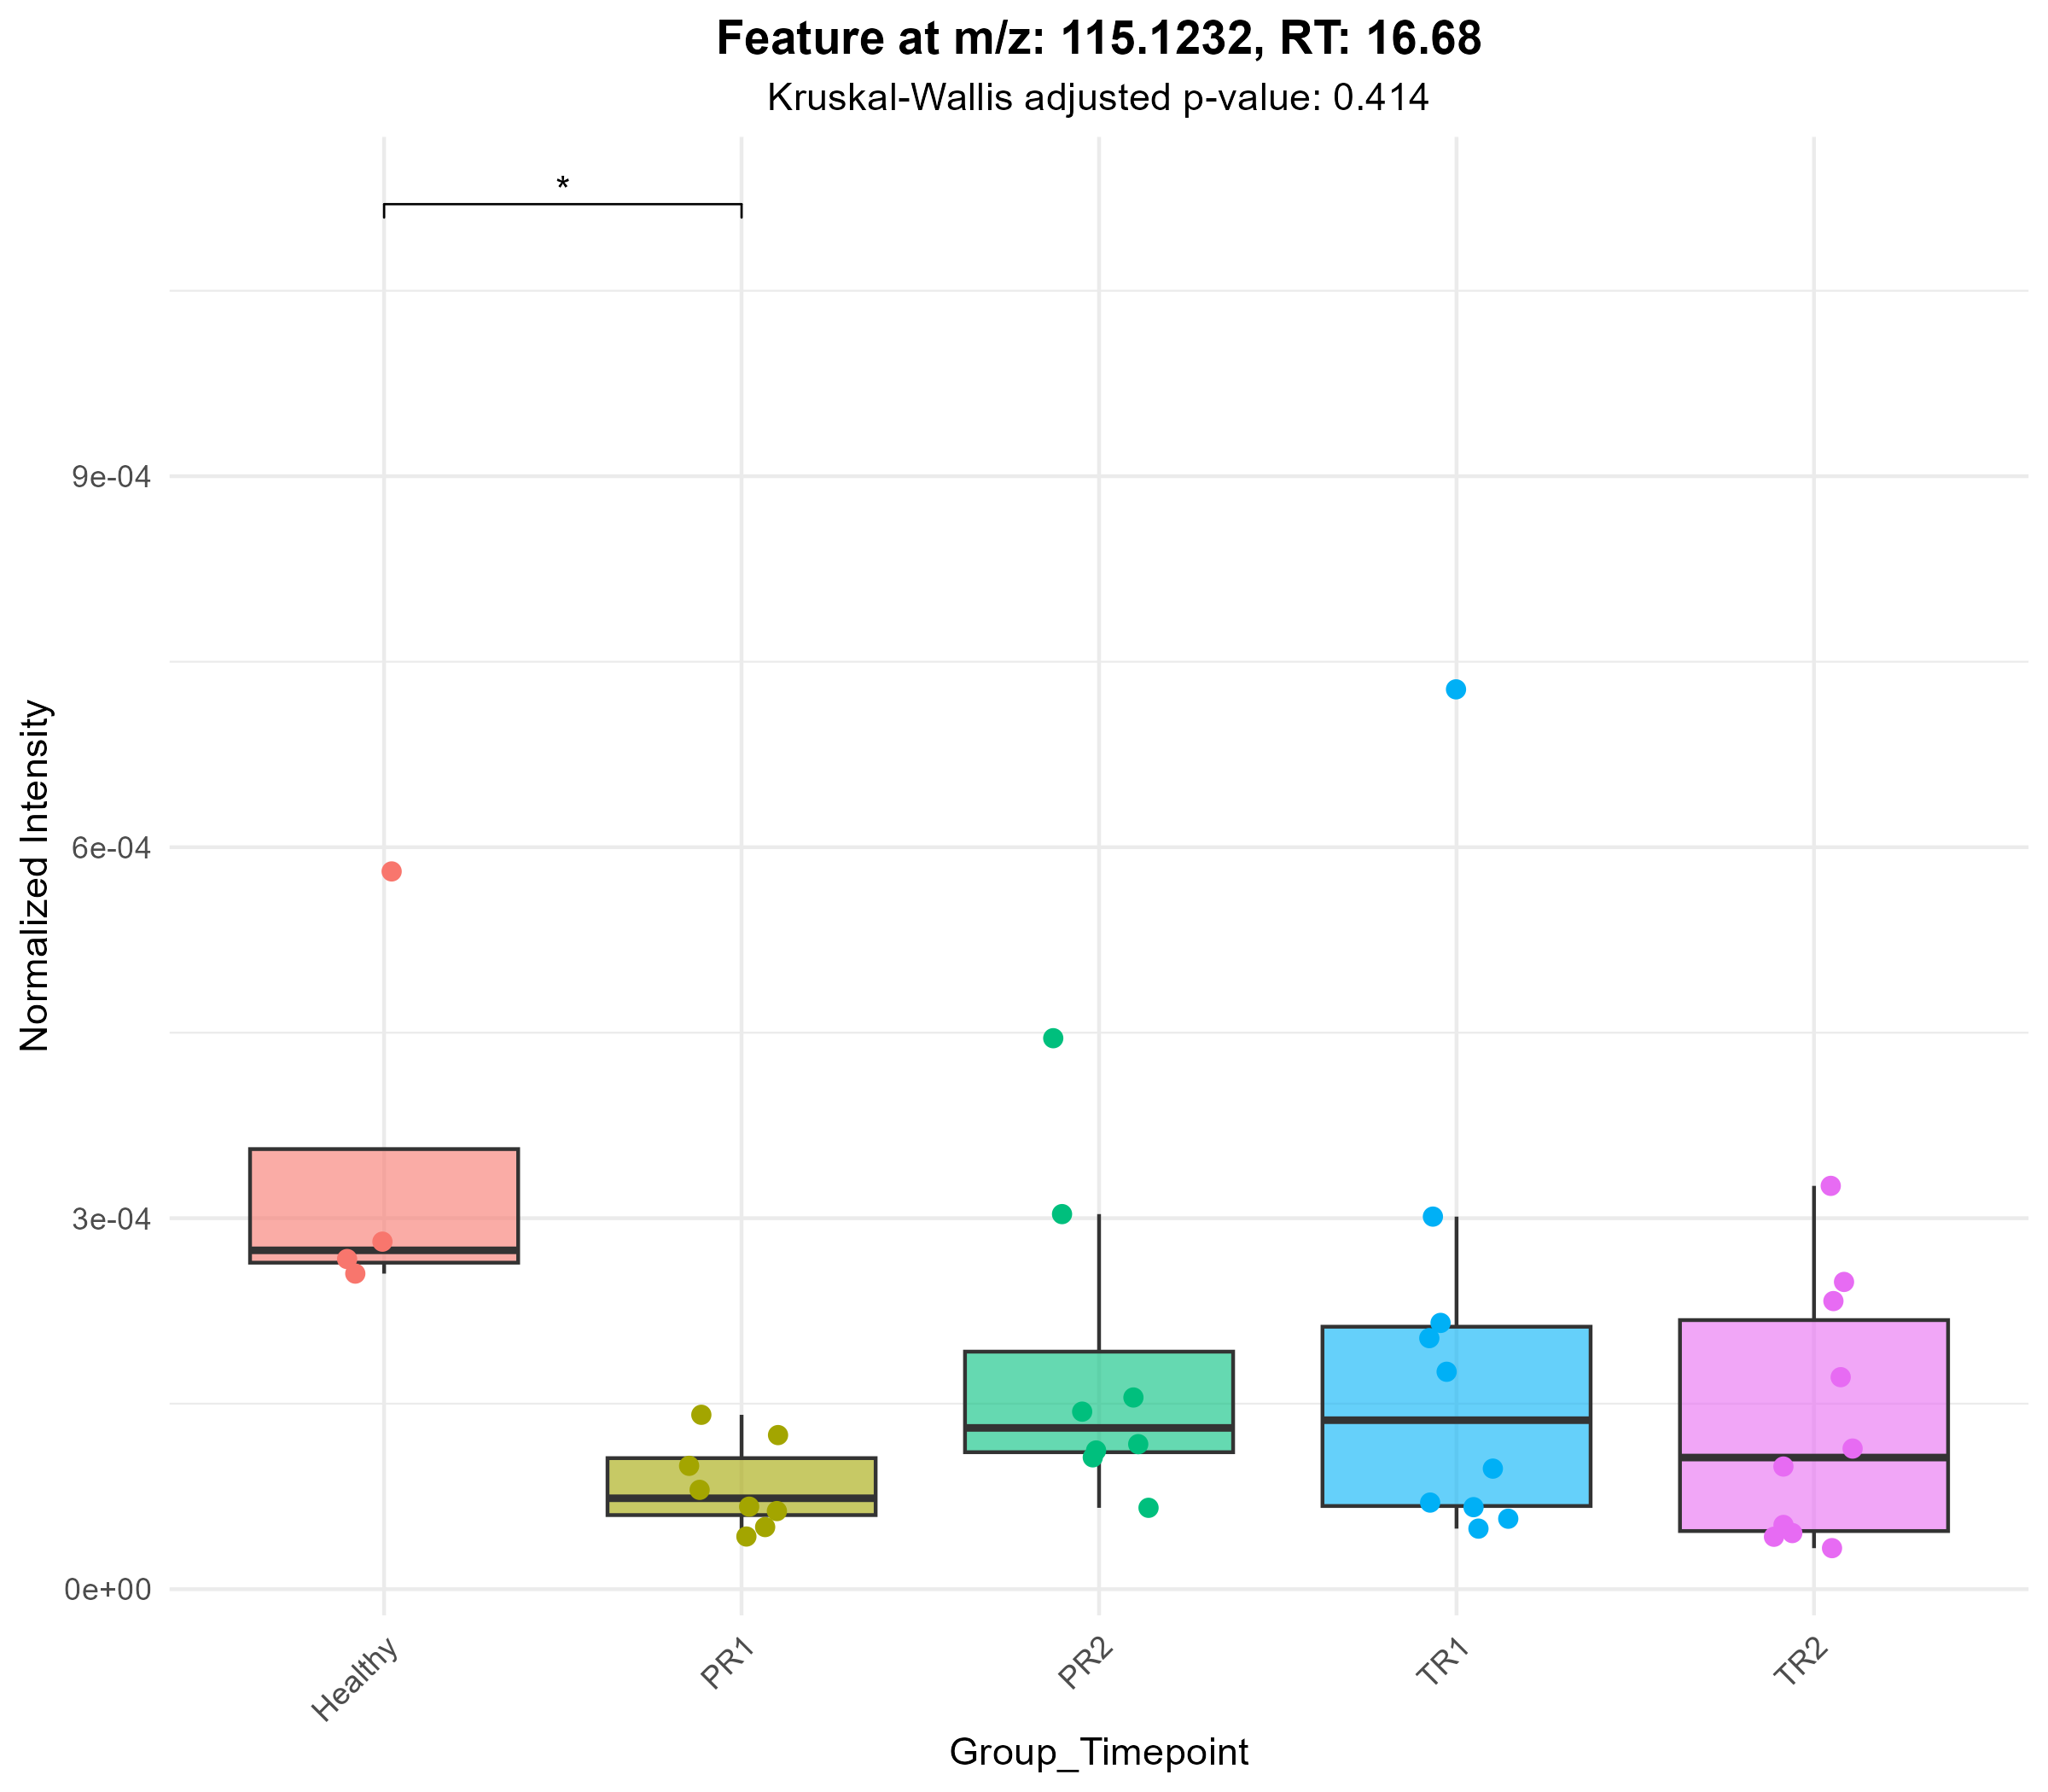 Feature at m/z: 115.1232, RT: 16.68
Kruskal-Wallis adjusted p-value: 0.414
*
9e-04
6e-04
3e-04
0e+00
Normalized Intensity
Healthy
PR1
PR2
TR1
TR2
Group_Timepoint